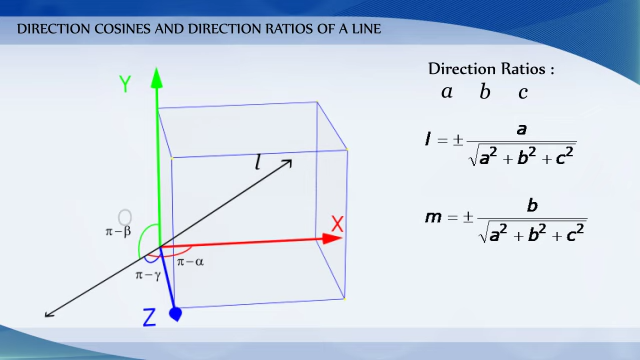 DIRECTION COSINES AND DIRECTION RATIOS OF A LINE
Direction Ratios :
a b c
l = ± a / √(a² + b² + c²)
m = ± b / √(a² + b² + c²)
Y
l
O
X
π−β
π−α
π−γ
Z